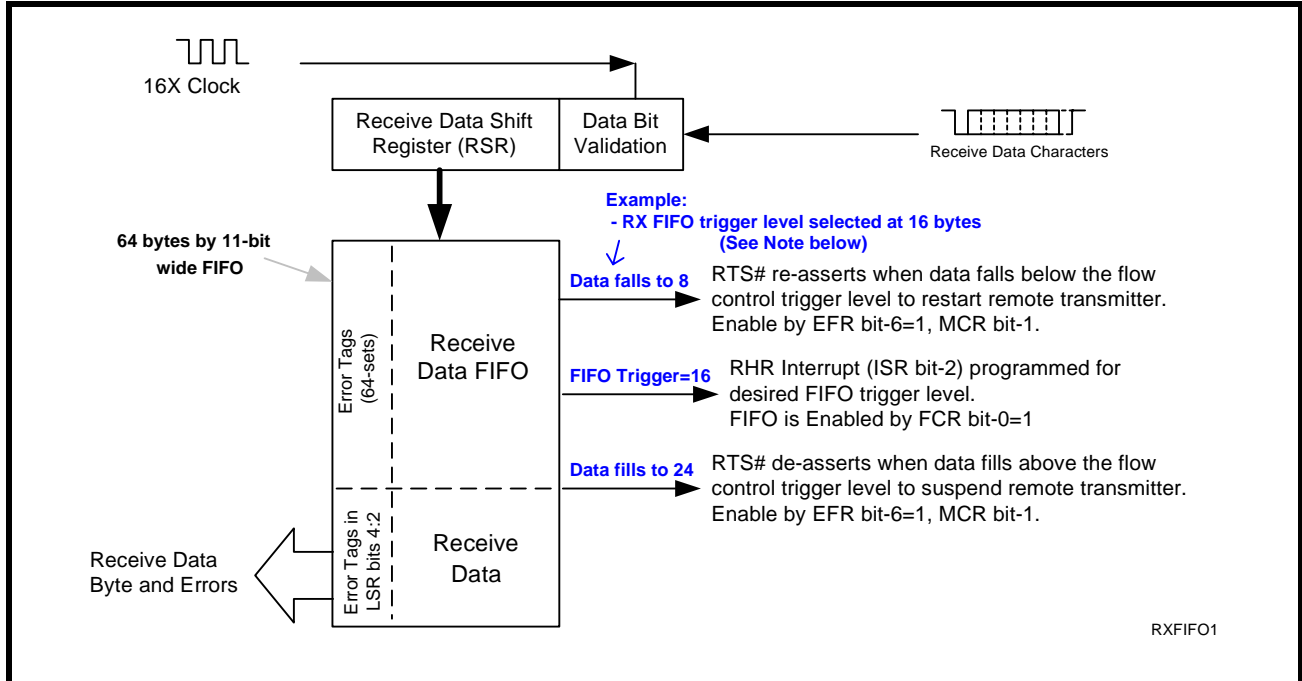 16X Clock
Receive Data Shift
Register (RSR)
Data Bit
Validation
Receive Data Characters
Example:
- RX FIFO trigger level selected at 16 bytes
(See Note below)
64 bytes by 11-bit
wide FIFO
Data falls to 8
RTS# re-asserts when data falls below the flow
control trigger level to restart remote transmitter.
Enable by EFR bit-6=1, MCR bit-1.
Error Tags
(64-sets)
Receive
Data FIFO
FIFO Trigger=16
RHR Interrupt (ISR bit-2) programmed for
desired FIFO trigger level.
FIFO is Enabled by FCR bit-0=1
Data fills to 24
RTS# de-asserts when data fills above the flow
control trigger level to suspend remote transmitter.
Enable by EFR bit-6=1, MCR bit-1.
Receive Data
Byte and Errors
Error Tags in
LSR bits 4:2
Receive
Data
RXFIFO1